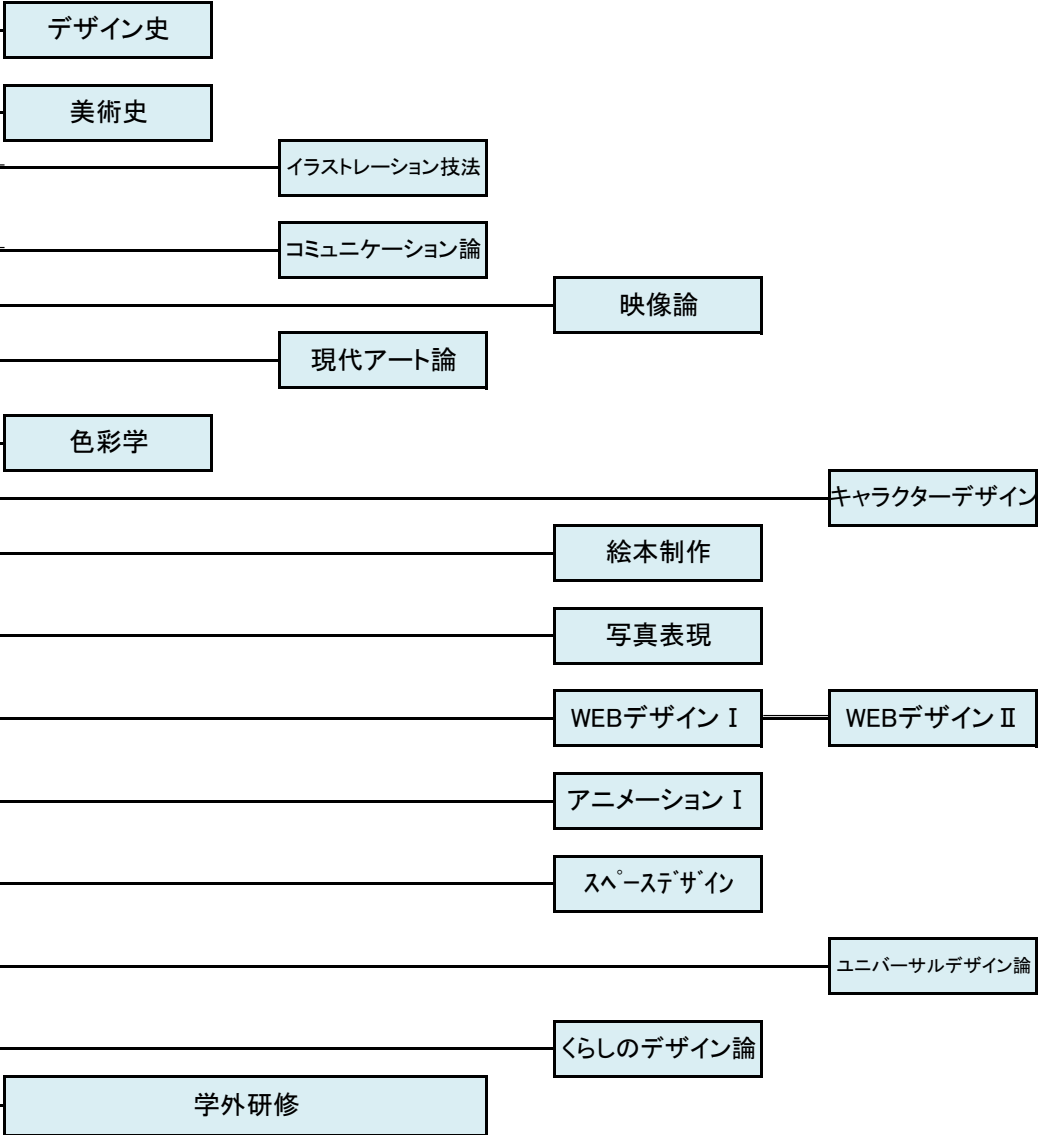 デザイン史
美術史
イラストレーション技法
コミュニケーション論
映像論
現代アート論
色彩学
キャラクターデザイン
絵本制作
写真表現
WEBデザインⅠ
WEBデザインⅡ
アニメーションⅠ
ｽﾍﾟｰｽﾃﾞｻﾞｲﾝ
ユニバーサルデザイン論
くらしのデザイン論
学外研修